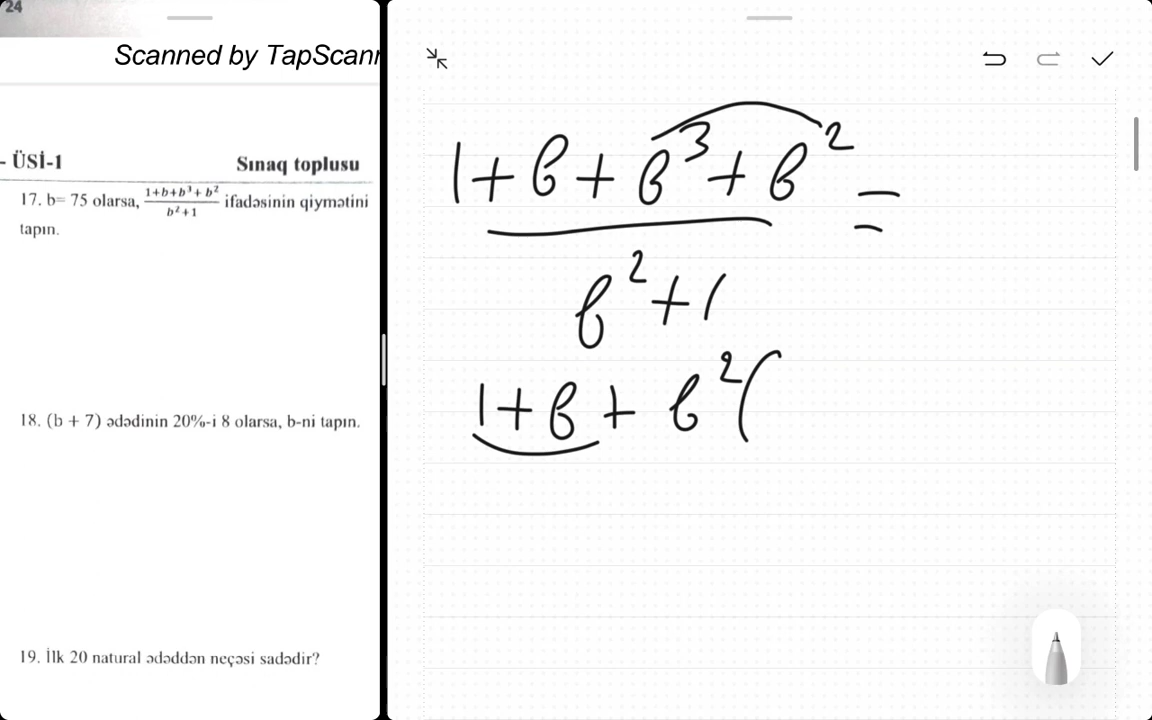 24
Scanned by TapScan
- ÜSİ-1 Sınaq toplusu
17. b= 75 olarsa, (1+b+b³+b²)/(b²+1) ifadəsinin qiymətini
tapın.
18. (b + 7) ədədinin 20%-i 8 olarsa, b-ni tapın.
19. İlk 20 natural ədəddən neçəsi sadədir?
1+b+b³+b² =
b²+1
1+b+b²(